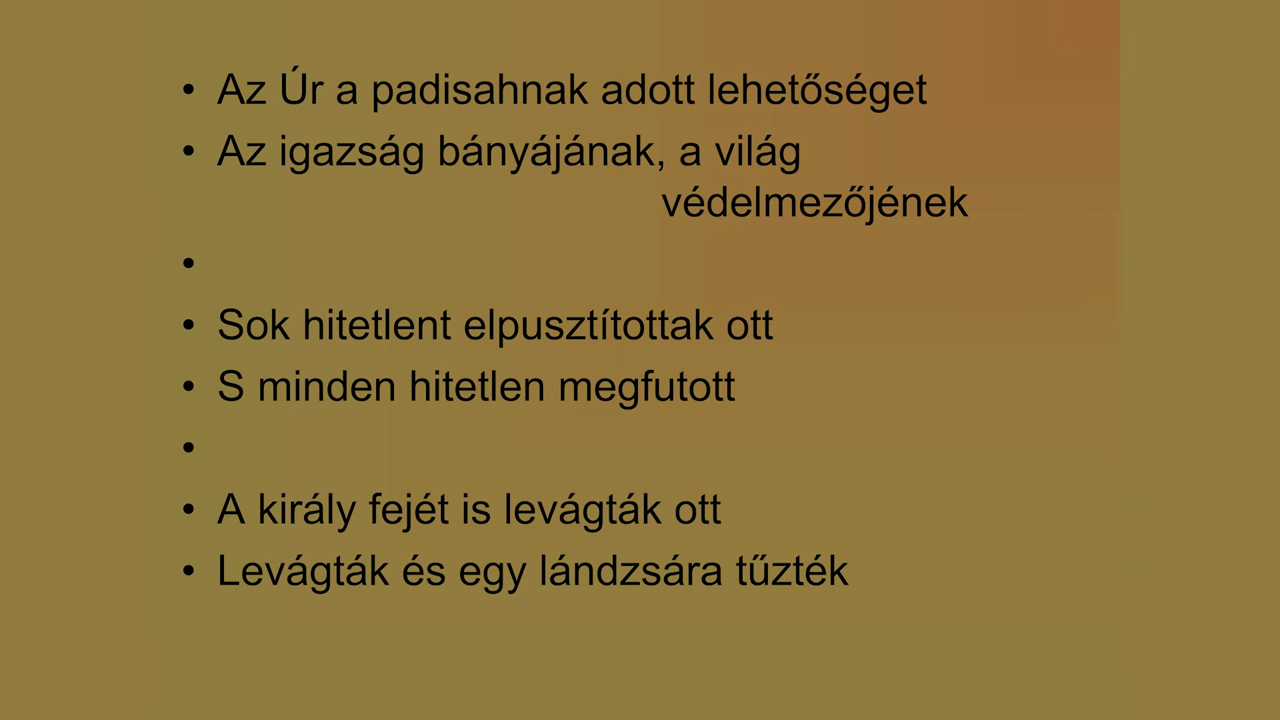 • Az Úr a padisahnak adott lehetőséget
• Az igazság bányájának, a világ
védelmezőjének
•
• Sok hitetlent elpusztítottak ott
• S minden hitetlen megfutott
•
• A király fejét is levágták ott
• Levágták és egy lándzsára tűzték